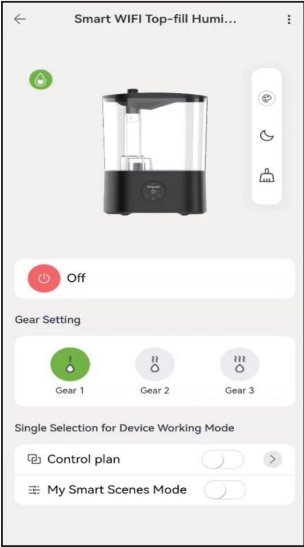 Smart WIFI Top-fill Humi...
Off
Gear Setting
Gear 1 Gear 2 Gear 3
Single Selection for Device Working Mode
Control plan
My Smart Scenes Mode